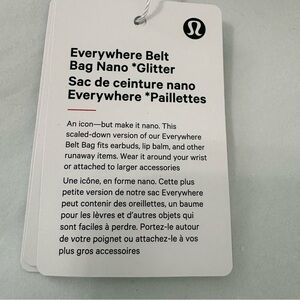 Everywhere Belt
Bag Nano *Glitter
Sac de ceinture nano
Everywhere *Paillettes
An icon—but make it nano. This
scaled-down version of our Everywhere
Belt Bag fits earbuds, lip balm, and other
runaway items. Wear it around your wrist
or attached to larger accessories
Une icône, en forme nano. Cette plus
petite version de notre sac Everywhere
peut contenir des oreillettes, un baume
pour les lèvres et d'autres objets qui
sont faciles à perdre. Portez-le autour
de votre poignet ou attachez-le à vos
plus gros accessoires